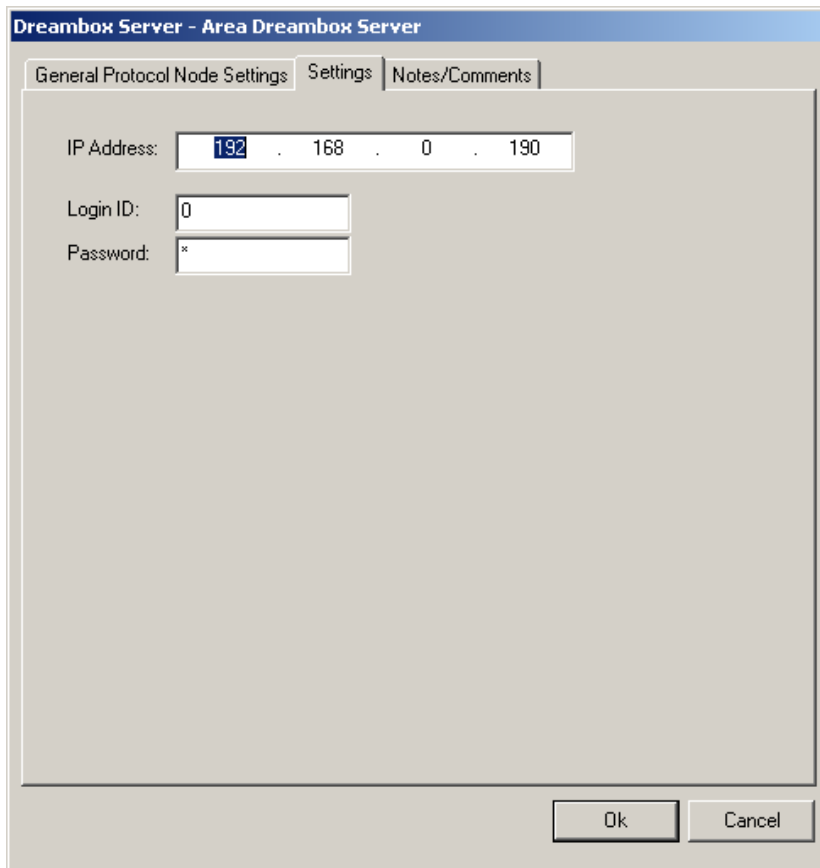 Dreambox Server - Area Dreambox Server
General Protocol Node Settings Settings Notes/Comments
IP Address: 192 . 168 . 0 . 190
Login ID: 0
Password: *
Ok Cancel